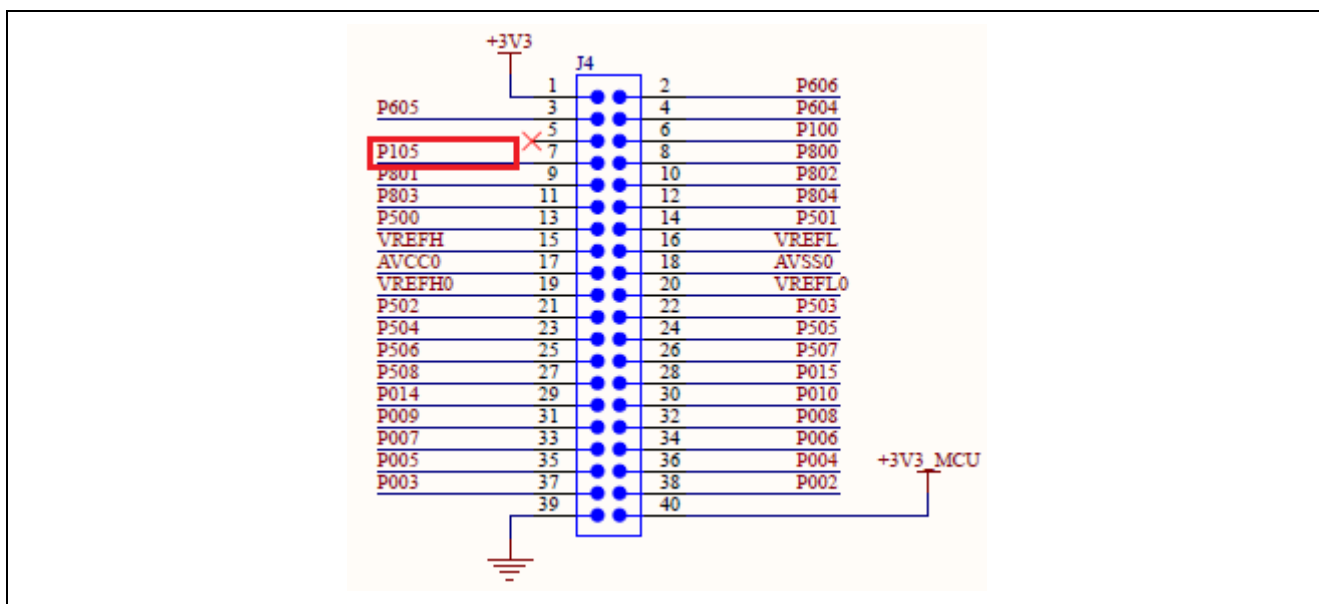 +3V3
J4
1 2 P606
P605 3 4 P604
5 6 P100
P105 7 8 P800
P801 9 10 P802
P803 11 12 P804
P500 13 14 P501
VREFH 15 16 VREFL
AVCC0 17 18 AVSS0
VREFH0 19 20 VREFL0
P502 21 22 P503
P504 23 24 P505
P506 25 26 P507
P508 27 28 P015
P014 29 30 P010
P009 31 32 P008
P007 33 34 P006
P005 35 36 P004 +3V3_MCU
P003 37 38 P002
39 40